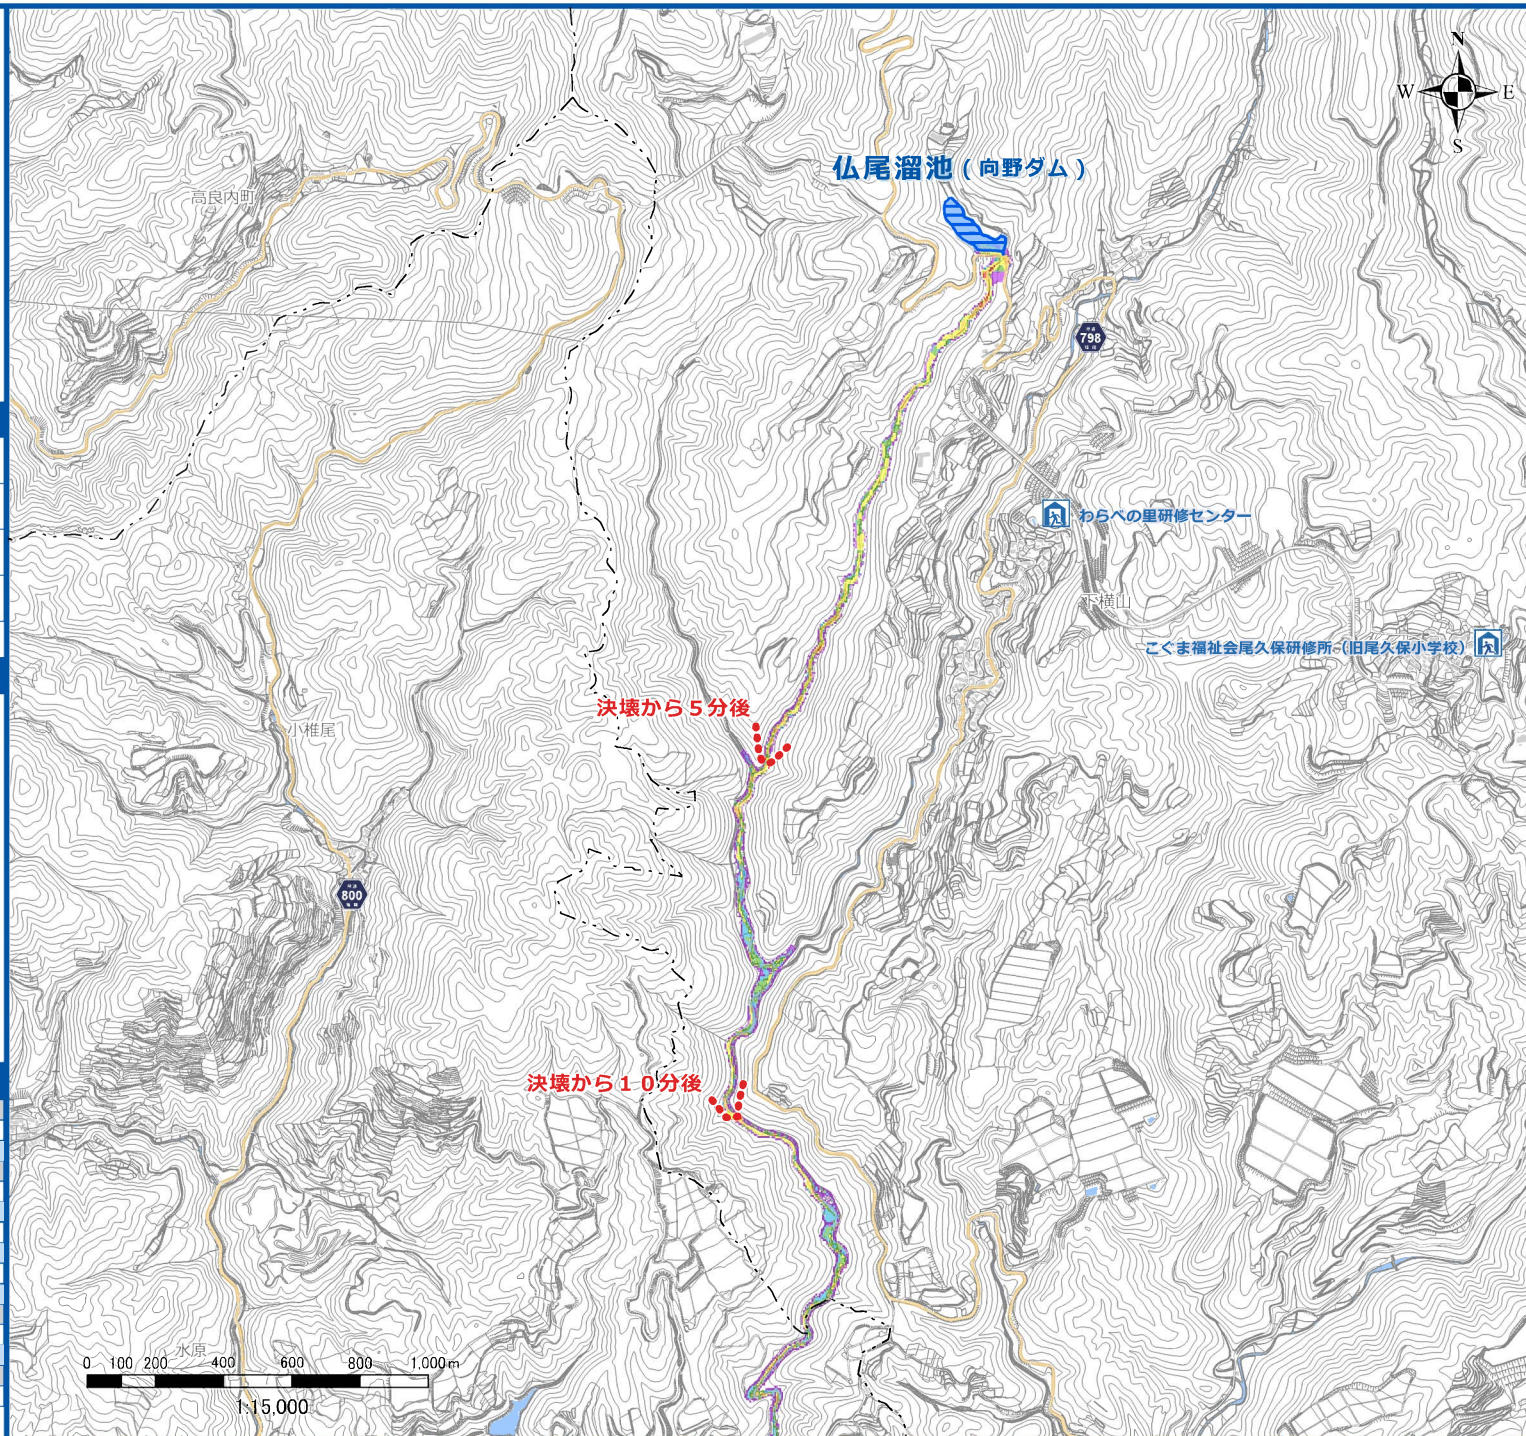 N
W
E
S
仏尾溜池(向野ダム)
高良内町
798
わらべの里研修センター
下横山
こぐま福祉会尾久保研修所(旧尾久保小学校)
決壊から5分後
小椎尾
800
決壊から10分後
水原
0 100 200 400 600 800 1,000m
1:15,000